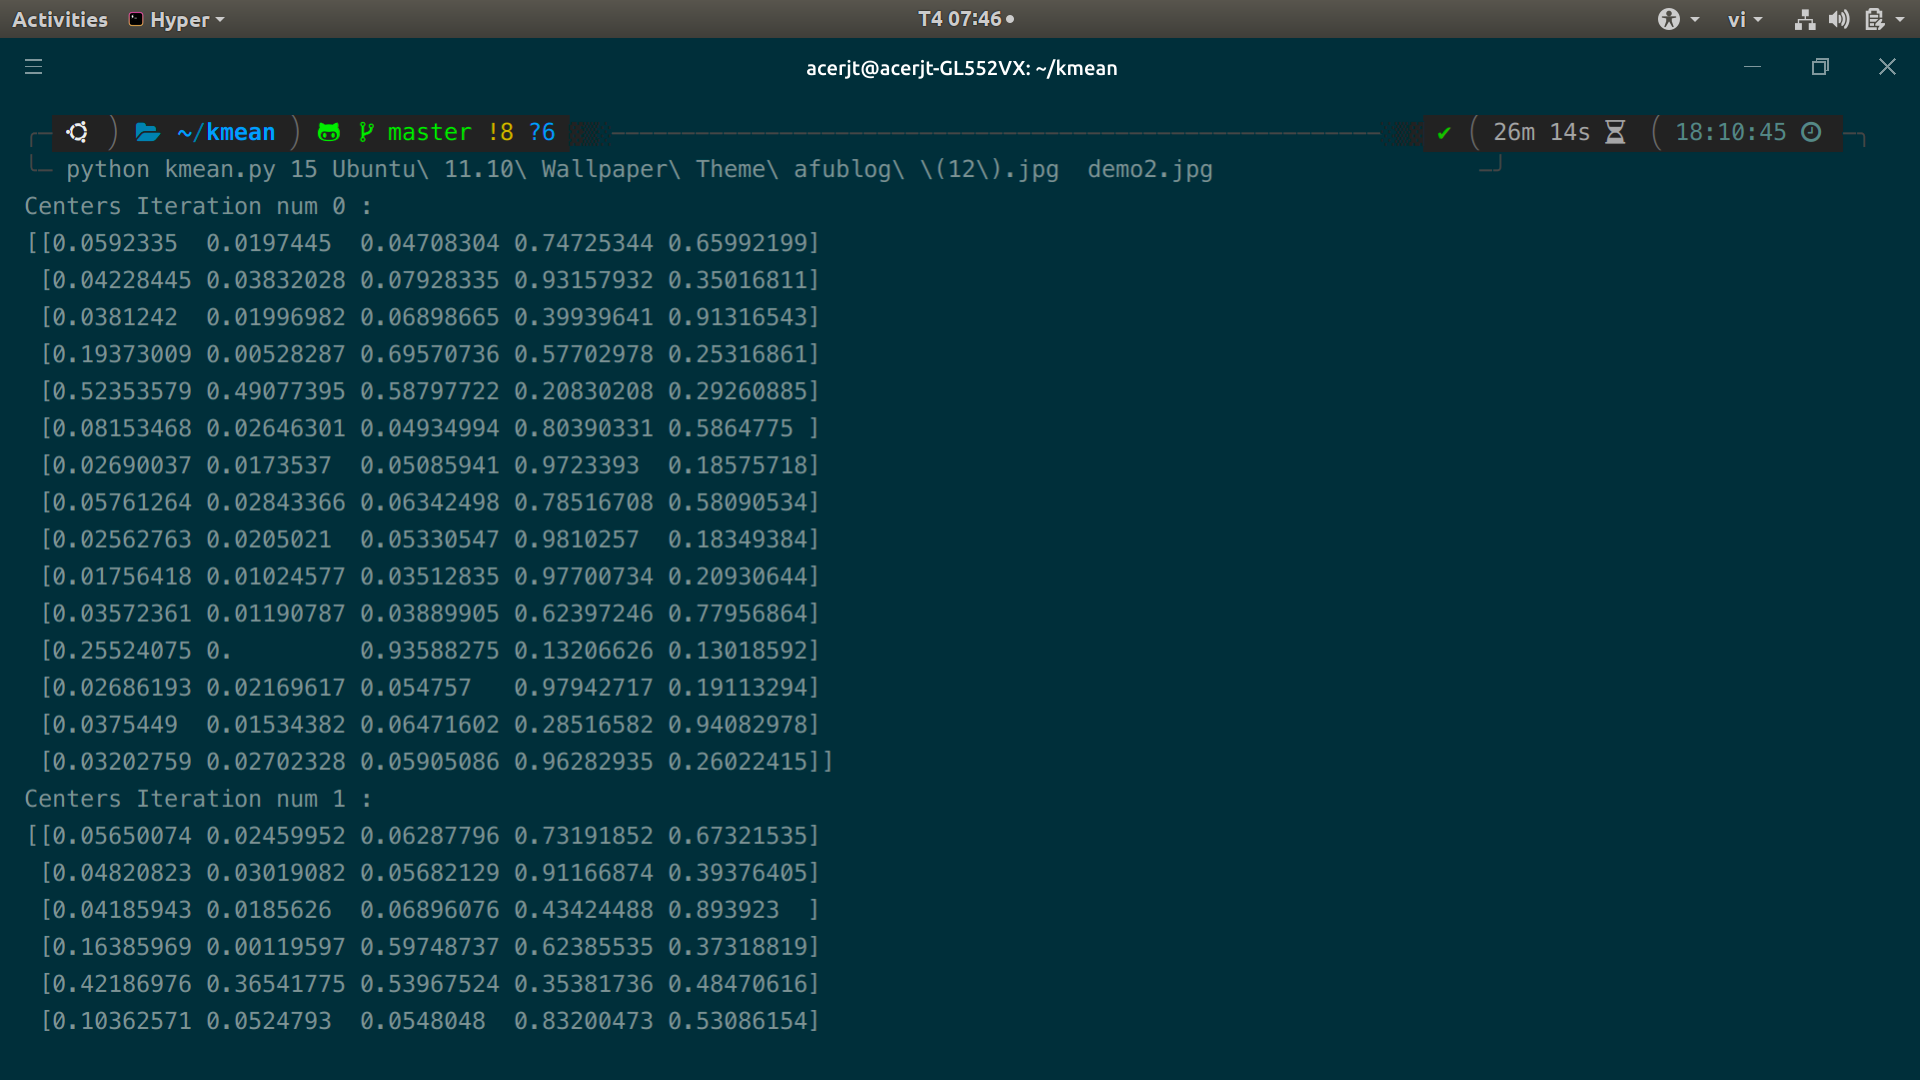 Activities Hyper T4 07:46 vi
acerjt@acerjt-GL552VX: ~/kmean
~/kmean master !8 ?6 26m 14s 18:10:45
python kmean.py 15 Ubuntu\ 11.10\ Wallpaper\ Theme\ afublog\ \(12\).jpg  demo2.jpg
Centers Iteration num 0 :
[[0.0592335  0.0197445  0.04708304 0.74725344 0.65992199]
 [0.04228445 0.03832028 0.07928335 0.93157932 0.35016811]
 [0.0381242  0.01996982 0.06898665 0.39939641 0.91316543]
 [0.19373009 0.00528287 0.69570736 0.57702978 0.25316861]
 [0.52353579 0.49077395 0.58797722 0.20830208 0.29260885]
 [0.08153468 0.02646301 0.04934994 0.80390331 0.5864775 ]
 [0.02690037 0.0173537  0.05085941 0.9723393  0.18575718]
 [0.05761264 0.02843366 0.06342498 0.78516708 0.58090534]
 [0.02562763 0.0205021  0.05330547 0.9810257  0.18349384]
 [0.01756418 0.01024577 0.03512835 0.97700734 0.20930644]
 [0.03572361 0.01190787 0.03889905 0.62397246 0.77956864]
 [0.25524075 0.         0.93588275 0.13206626 0.13018592]
 [0.02686193 0.02169617 0.054757   0.97942717 0.19113294]
 [0.0375449  0.01534382 0.06471602 0.28516582 0.94082978]
 [0.03202759 0.02702328 0.05905086 0.96282935 0.26022415]]
Centers Iteration num 1 :
[[0.05650074 0.02459952 0.06287796 0.73191852 0.67321535]
 [0.04820823 0.03019082 0.05682129 0.91166874 0.39376405]
 [0.04185943 0.0185626  0.06896076 0.43424488 0.893923  ]
 [0.16385969 0.00119597 0.59748737 0.62385535 0.37318819]
 [0.42186976 0.36541775 0.53967524 0.35381736 0.48470616]
 [0.10362571 0.0524793  0.0548048  0.83200473 0.53086154]